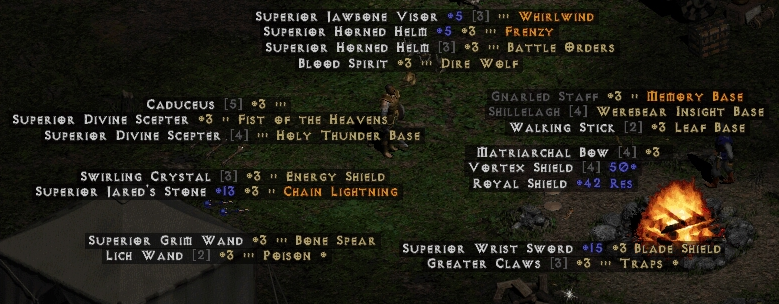 Superior Jawbone Visor +5 [3] ''' Whirlwind
Superior Horned Helm +5 +3 ''' Frenzy
Superior Horned Helm [3] +3 ''' Battle Orders
Blood Spirit +3 ''' Dire Wolf
Caduceus [5] +3 '''
Superior Divine Scepter +3 ''' Fist of the Heavens
Superior Divine Scepter [4] ''' Holy Thunder Base
Gnarled Staff +3 '' Memory Base
Shillelagh [4] Werebear Insight Base
Walking Stick [2] +3 Leaf Base
Matriarchal Bow [4] +3
Vortex Shield [4] 50+
Royal Shield +42 Res
Swirling Crystal [3] +3 ''' Energy Shield
Superior Jared's Stone +13 +3 '' Chain Lightning
Superior Grim Wand +3 ''' Bone Spear
Lich Wand [2] +3 ''' Poison +
Superior Wrist Sword +15 +3 Blade Shield
Greater Claws [3] +3 ''' Traps +